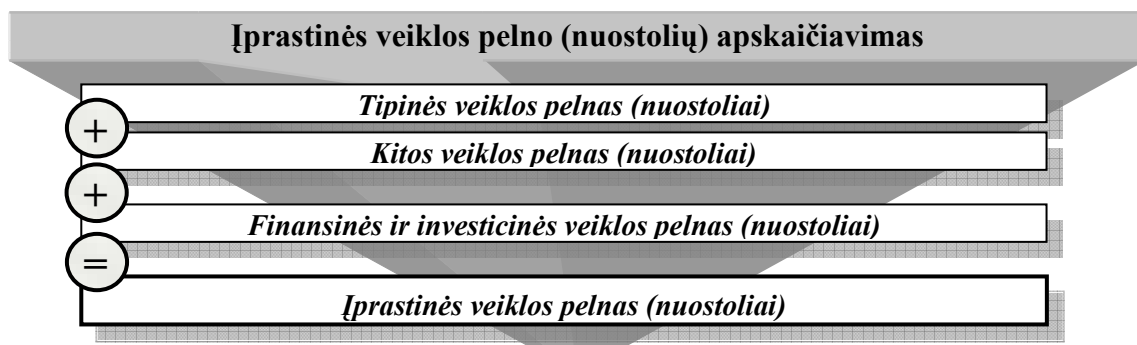 Įprastinės veiklos pelno (nuostolių) apskaičiavimas
Tipinės veiklos pelnas (nuostoliai)
+
Kitos veiklos pelnas (nuostoliai)
+
Finansinės ir investicinės veiklos pelnas (nuostoliai)
=
Įprastinės veiklos pelnas (nuostoliai)